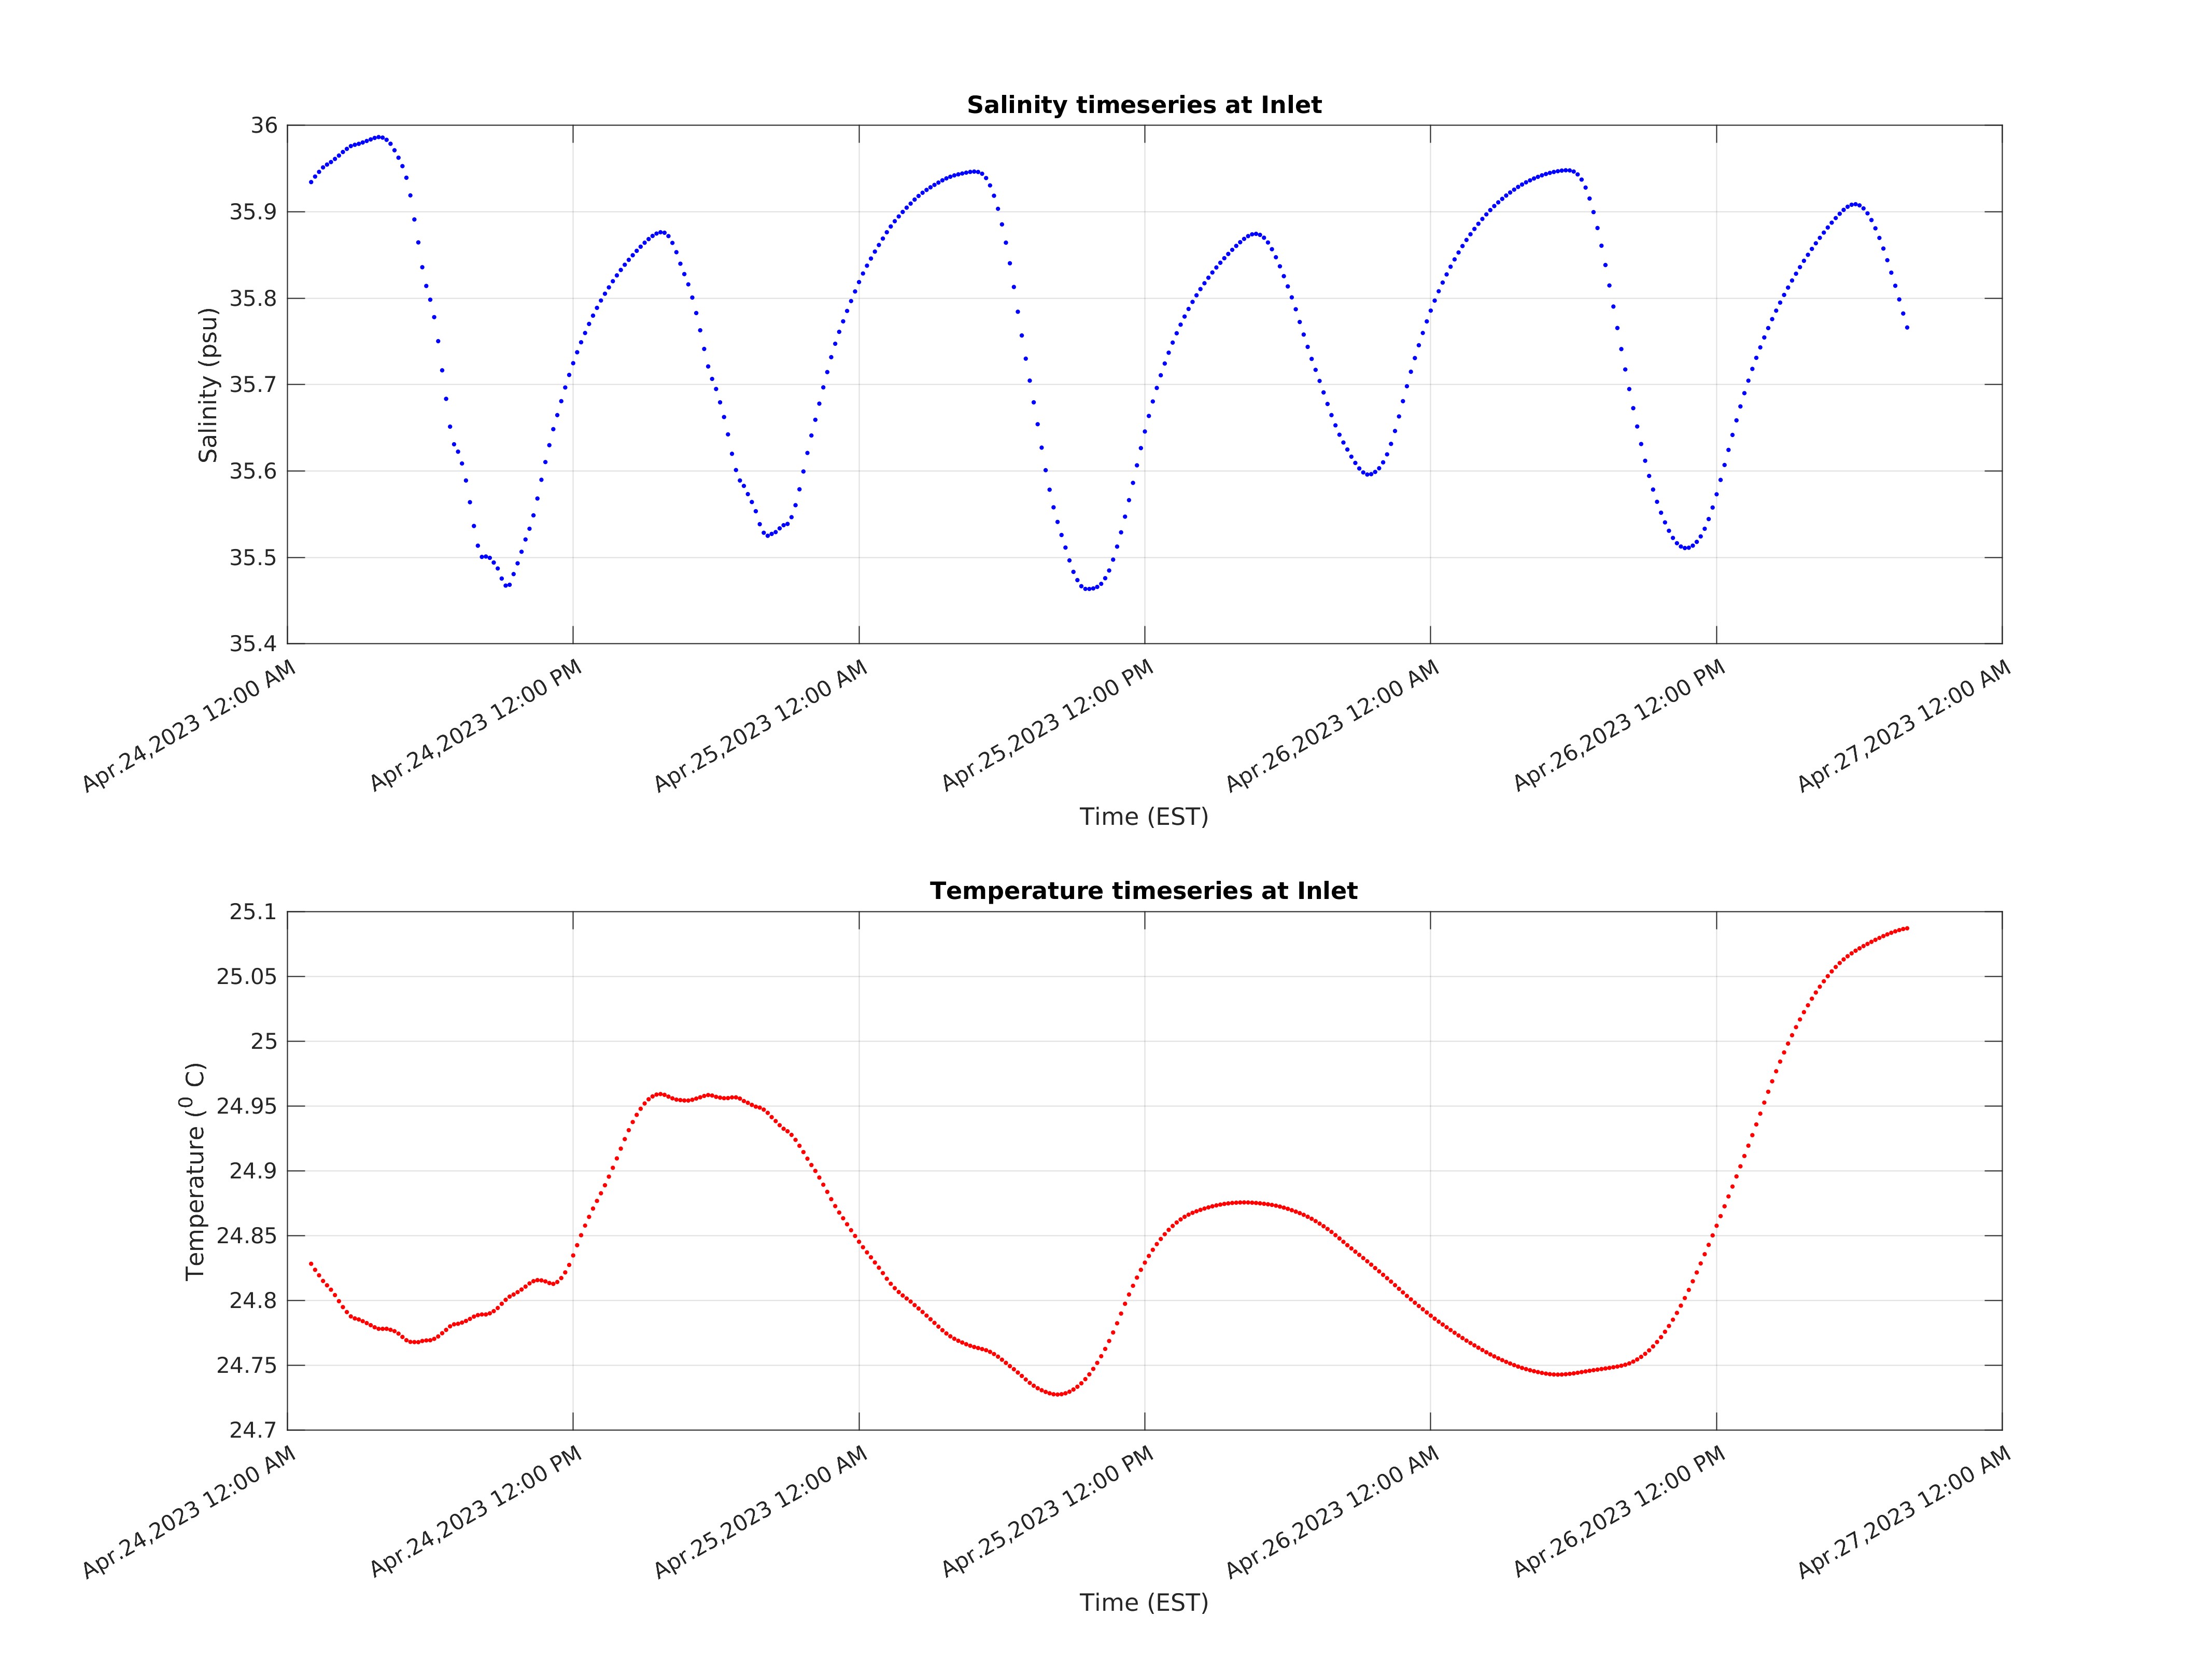 Salinity timeseries at Inlet
36
35.9
35.8
35.7
35.6
35.5
35.4
Salinity (psu)
Apr.24,2023 12:00 AM
Apr.24,2023 12:00 PM
Apr.25,2023 12:00 AM
Apr.25,2023 12:00 PM
Apr.26,2023 12:00 AM
Apr.26,2023 12:00 PM
Apr.27,2023 12:00 AM
Time (EST)
Temperature timeseries at Inlet
25.1
25.05
25
24.95
24.9
24.85
24.8
24.75
24.7
Temperature (⁰ C)
Apr.24,2023 12:00 AM
Apr.24,2023 12:00 PM
Apr.25,2023 12:00 AM
Apr.25,2023 12:00 PM
Apr.26,2023 12:00 AM
Apr.26,2023 12:00 PM
Apr.27,2023 12:00 AM
Time (EST)